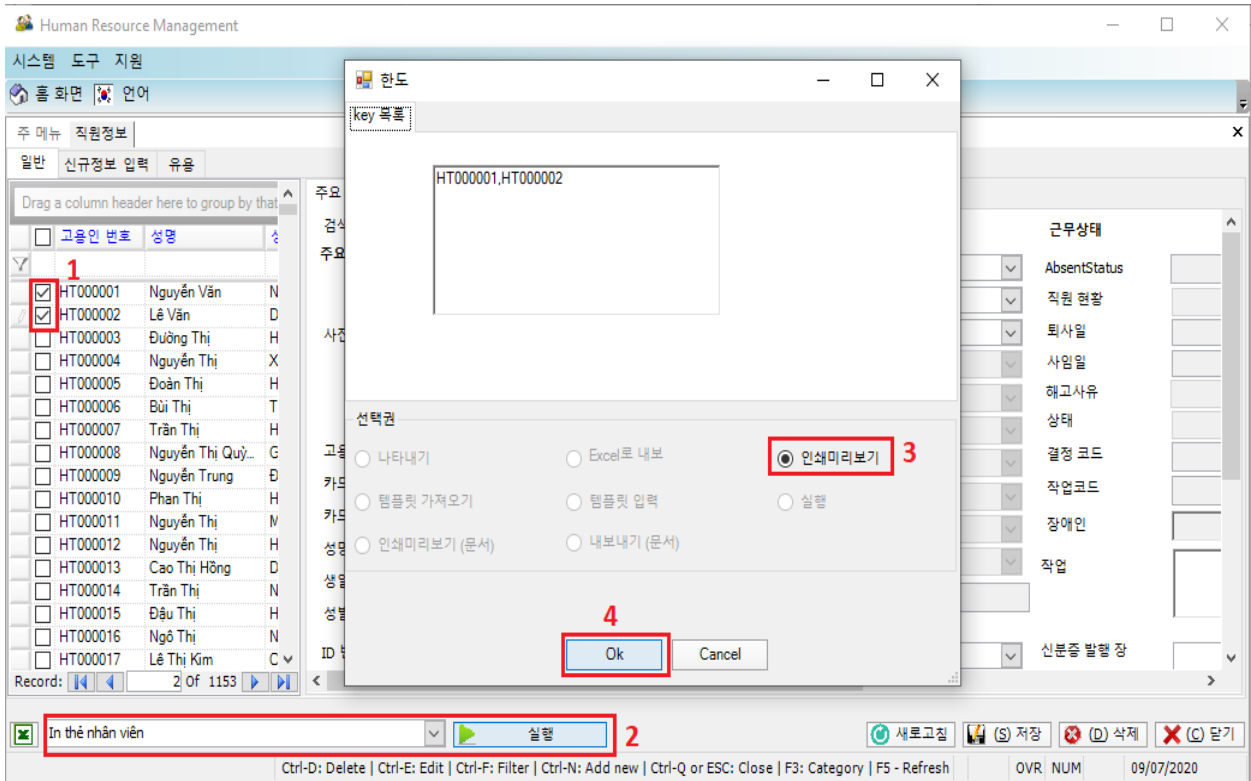 Human Resource Management
시스템 도구 지원
홈 화면 언어
주 메뉴 직원정보
일반 신규정보 입력 유용
Drag a column header here to group by that
고용인 번호 성명
1
HT000001 Nguyễn Văn N
HT000002 Lê Văn D
HT000003 Đường Thị H
HT000004 Nguyễn Thị X
HT000005 Đoàn Thị H
HT000006 Bùi Thị T
HT000007 Trần Thị H
HT000008 Nguyễn Thị Quỳ... G
HT000009 Nguyễn Trung Đ
HT000010 Phan Thị H
HT000011 Nguyễn Thị M
HT000012 Nguyễn Thị H
HT000013 Cao Thị Hồng D
HT000014 Trần Thị N
HT000015 Đậu Thị H
HT000016 Ngô Thị N
HT000017 Lê Thị Kim
Record: 2 Of 1153
주요
주요
ID
한도
key 목록
HT000001,HT000002
선택권
나타내기 Excel로 내보 인쇄미리보기 3
템플릿 가져오기 템플릿 입력 실행
인쇄미리보기 (문서) 내보내기 (문서)
4
Ok Cancel
근무상태
AbsentStatus
직원 현황
퇴사일
사임일
해고사유
상태
결정 코드
작업코드
장애인
작업
신분증 발행 장
In thẻ nhân viên 실행 2
새로고침 (S) 저장 (D) 삭제 (C) 닫기
Ctrl-D: Delete | Ctrl-E: Edit | Ctrl-F: Filter | Ctrl-N: Add new | Ctrl-Q or ESC: Close | F3: Category | F5 - Refresh OVR NUM 09/07/2020